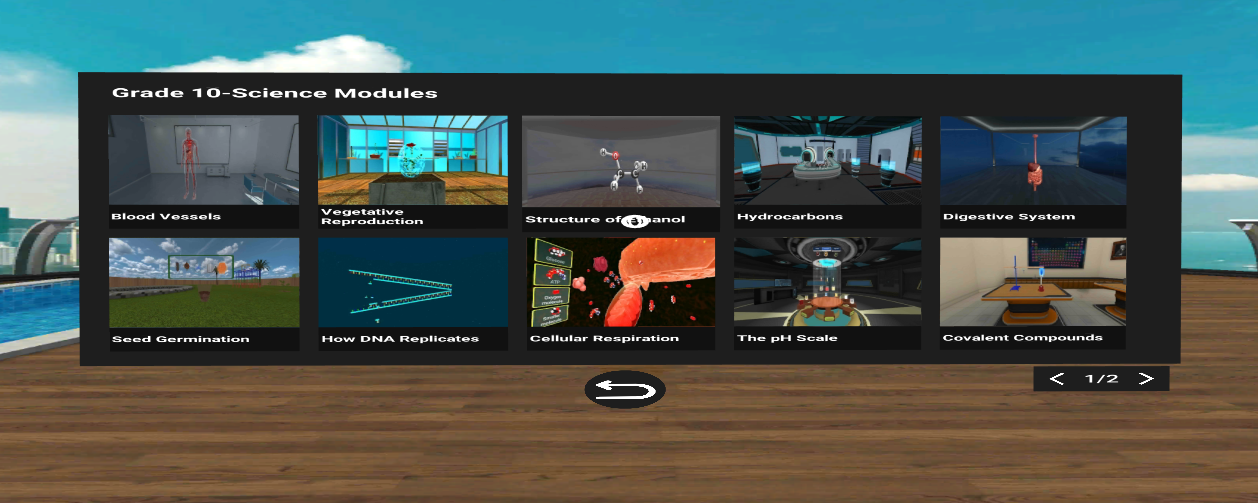 Grade 10-Science Modules
Blood Vessels
Vegetative
Reproduction
Structure of
Hydrocarbons
Digestive System
Seed Germination
How DNA Replicates
Cellular Respiration
The pH Scale
Covalent Compounds
< 1/2 >